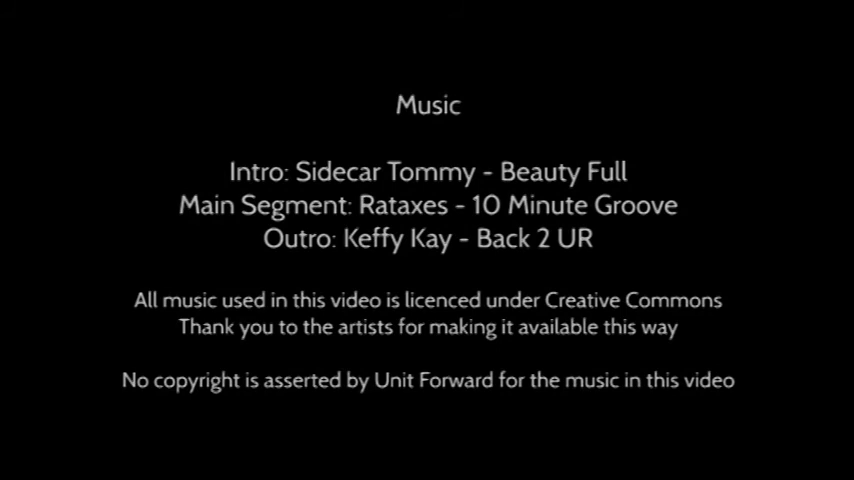 Music
Intro: Sidecar Tommy - Beauty Full
Main Segment: Rataxes - 10 Minute Groove
Outro: Keffy Kay - Back 2 UR
All music used in this video is licenced under Creative Commons
Thank you to the artists for making it available this way
No copyright is asserted by Unit Forward for the music in this video